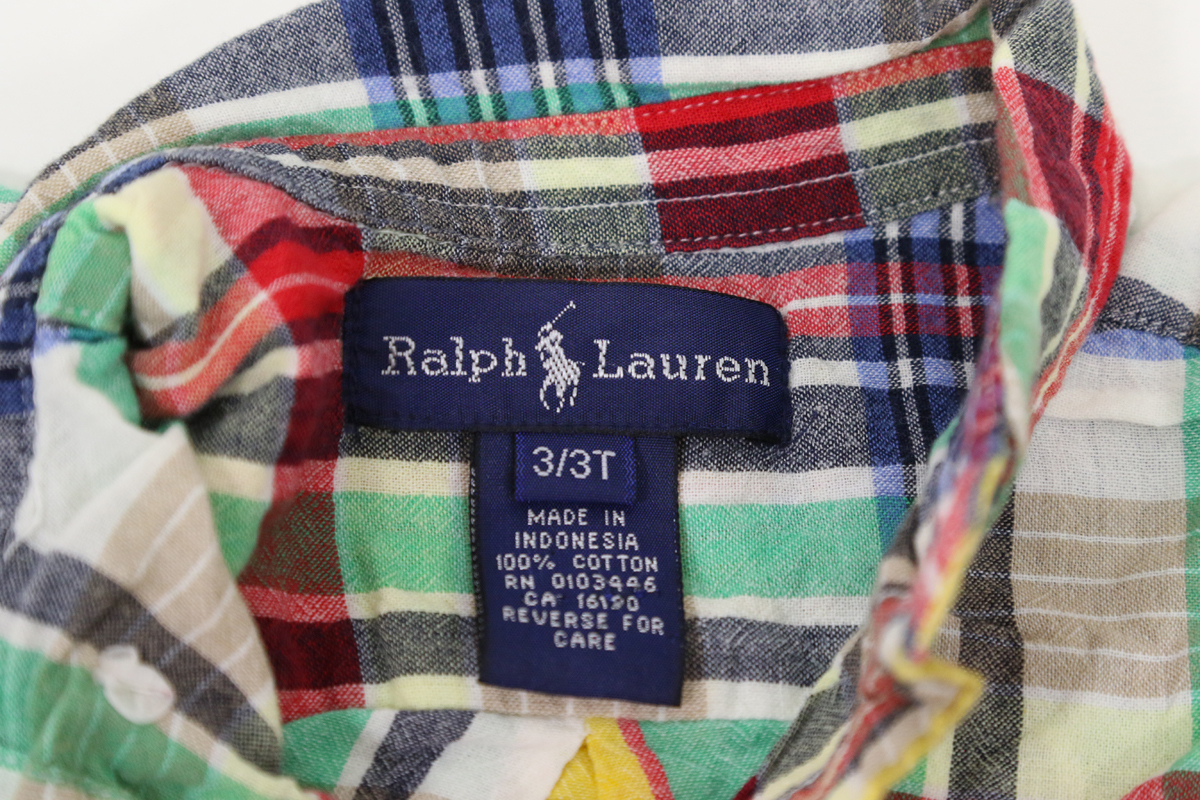 Ralph Lauren
3/3T
MADE IN
INDONESIA
100% COTTON
RN 0103446
CA 16190
REVERSE FOR
CARE